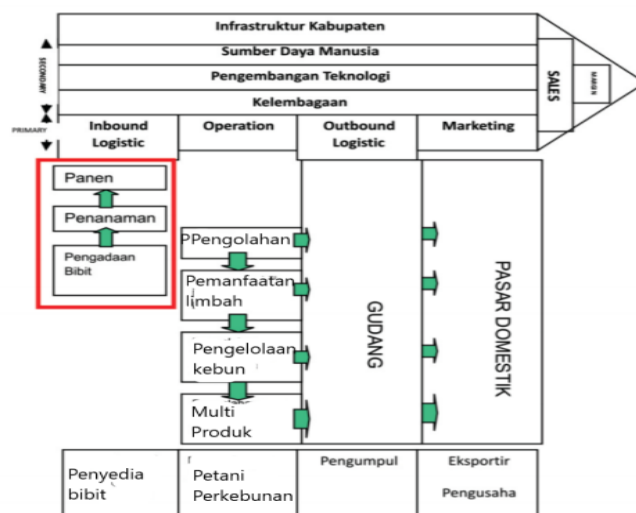 Infrastruktur Kabupaten
Sumber Daya Manusia
Pengembangan Teknologi
Kelembagaan
SECONDARY
PRIMARY
SALES
MARGIN
Inbound
Logistic
Operation
Outbound
Logistic
Marketing
Panen
Penanaman
Pengadaan
Bibit
PPengolahan
Pemanfaatan
limbah
Pengelolaan
kebun
Multi
Produk
GUDANG
PASAR DOMESTIK
Penyedia
bibit
Petani
Perkebunan
Pengumpul
Eksportir
Pengusaha